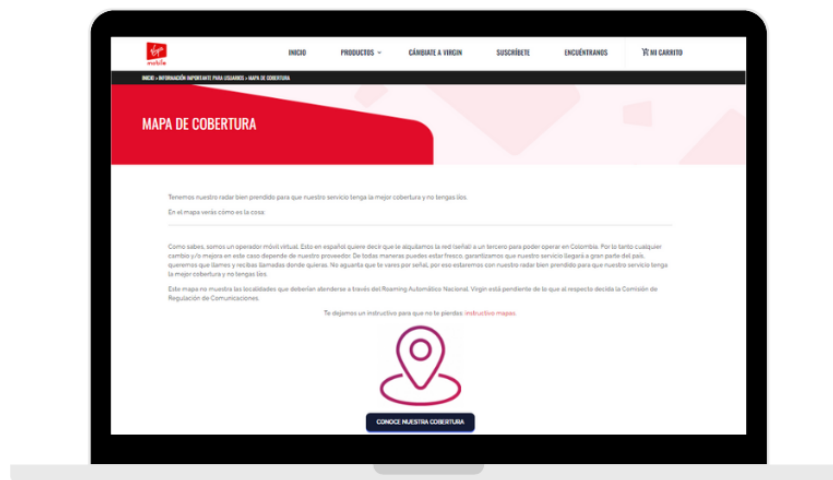 Virgin
mobile
INICIO
PRODUCTOS
CÁMBIATE A VIRGIN
SUSCRÍBETE
ENCUÉNTRANOS
MI CARRITO
INICIO » INFORMACIÓN IMPORTANTE PARA USUARIOS » MAPA DE COBERTURA
MAPA DE COBERTURA
Tenemos nuestro radar bien prendido para que nuestro servicio tenga la mejor cobertura y no tengas líos.
En el mapa verás cómo es la cosa:
Como sabes, somos un operador móvil virtual. Esto en español quiere decir que le alquilamos la red (señal) a un tercero para poder operar en Colombia. Por lo tanto cualquier
cambio y/o mejora en este caso depende de nuestro proveedor. De todas maneras puedes estar fresco, garantizamos que nuestro servicio llegará a gran parte del país,
queremos que llames y recibas llamadas donde quieras. No aguanta que te vares por señal, por eso estaremos con nuestro radar bien prendido para que nuestro servicio tenga
la mejor cobertura y no tengas líos.
Este mapa no muestra las localidades que deberían atenderse a través del Roaming Automático Nacional. Virgin está pendiente de lo que al respecto decida la Comisión de
Regulación de Comunicaciones.
Te dejamos un instructivo para que no te pierdas: instructivo mapas.
CONOCE NUESTRA COBERTURA